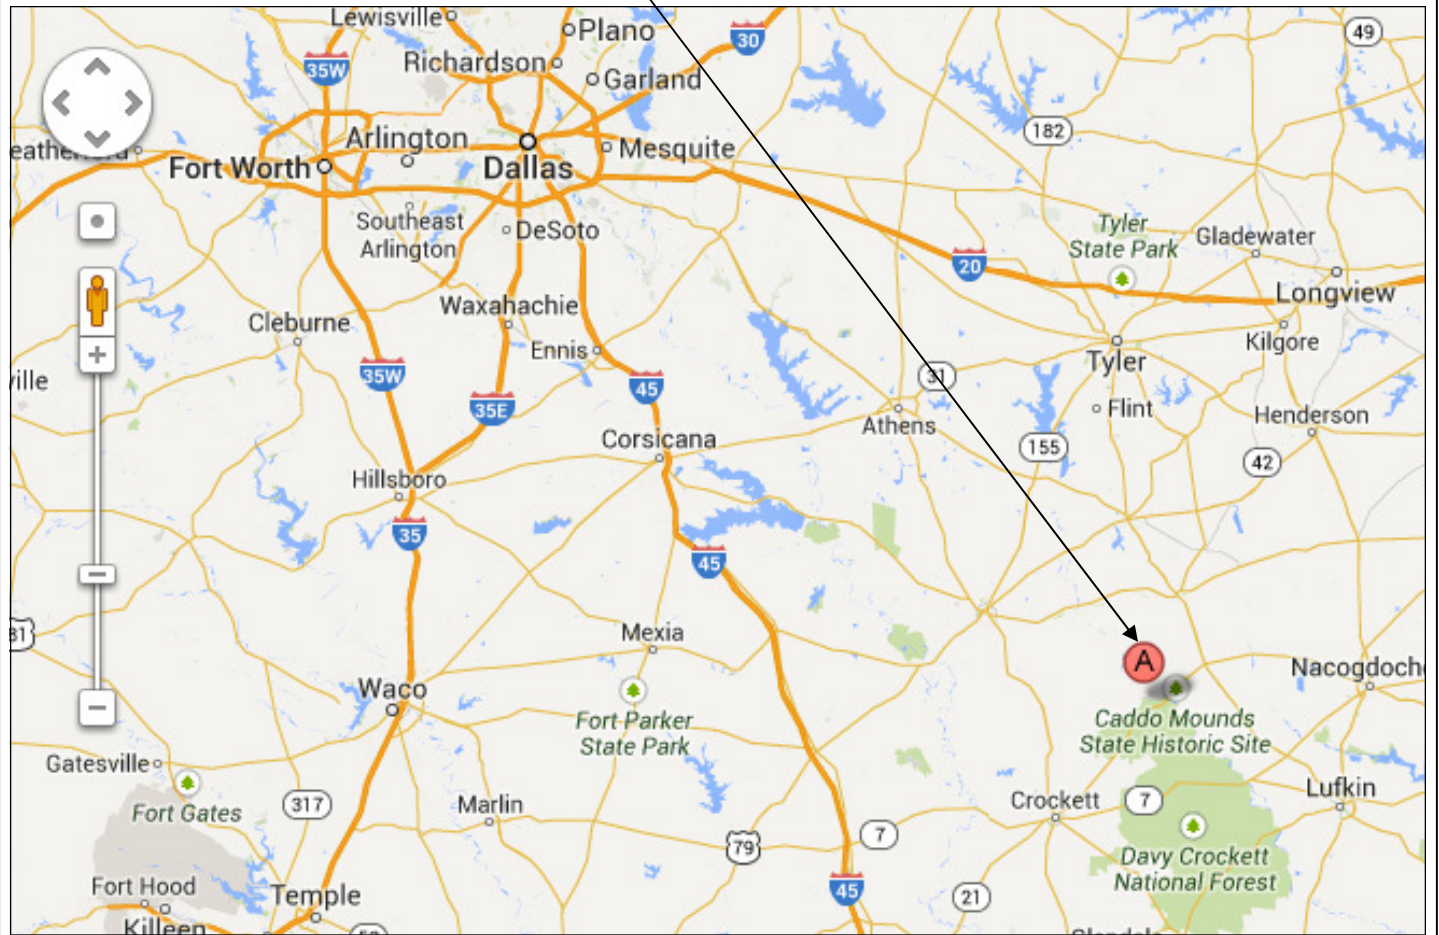 Lewisville
Plano
30
49
35W
Richardson
Garland
182
Arlington
Mesquite
Fort Worth
Dallas
Southeast
Arlington
DeSoto
Tyler
State Park
Gladewater
20
Longview
Waxahachie
Cleburne
Ennis
Kilgore
Tyler
35W
45
31
35E
Flint
Henderson
Athens
Corsicana
155
42
Hillsboro
35
45
Mexia
A
Nacogdoch
Waco
Fort Parker
State Park
Caddo Mounds
State Historic Site
Gatesville
Fort Gates
317
Marlin
Crockett
7
Lufkin
79
7
Davy Crockett
National Forest
Fort Hood
Temple
45
21
Killeen